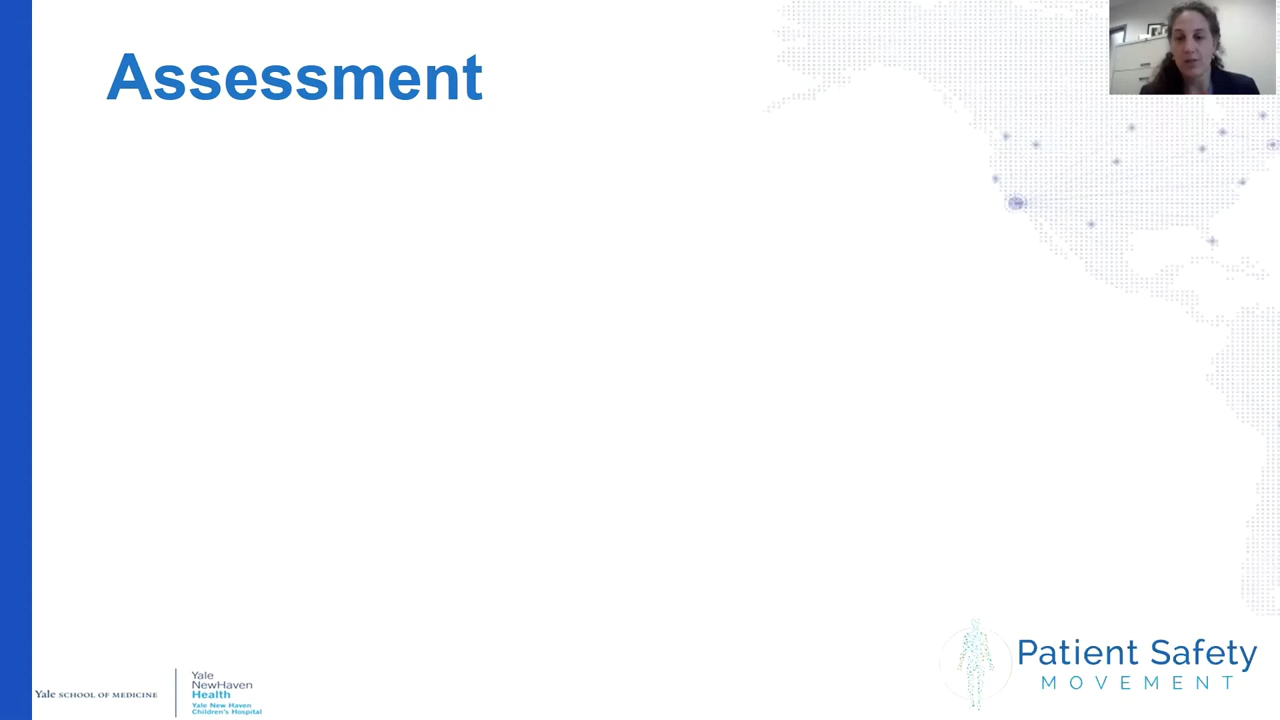 Assessment
Yale SCHOOL OF MEDICINE
Yale
NewHaven
Health
Yale New Haven
Children's Hospital
Patient Safety
MOVEMENT